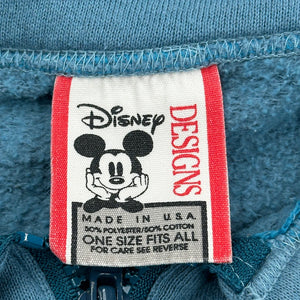 Disney
DESIGNS
MADE IN U.S.A.
50% POLYESTER/50% COTTON
ONE SIZE FITS ALL
FOR CARE SEE REVERSE